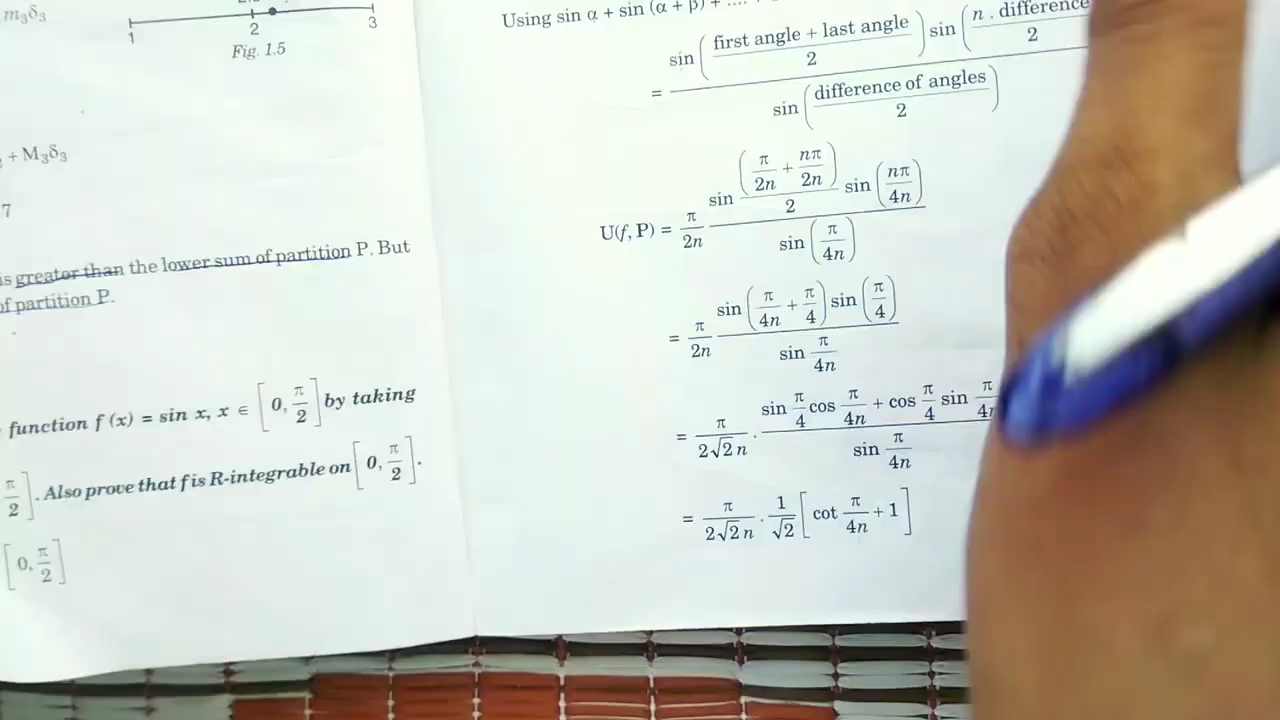 m₃δ₃
1 2 3
Fig. 1.5
+ M₃δ₃
7
is greater than the lower sum of partition P. But
of partition P.
function f (x) = sin x, x ∈ [0, π/2] by taking
π/2]. Also prove that f is R-integrable on [0, π/2].
[0, π/2]
Using sin α + sin (α + β) + ....
= sin((first angle + last angle)/2) sin((n . difference)/2) / sin((difference of angles)/2)
U(f, P) = π/2n · sin (π/2n + nπ/2n)/2 sin (nπ/4n) / sin (π/4n)
= π/2n · sin (π/4n + π/4) sin (π/4) / sin π/4n
= π/2√2 n . (sin π/4 cos π/4n + cos π/4 sin π/4n) / sin π/4n
= π/2√2 n . 1/√2 [cot π/4n + 1]